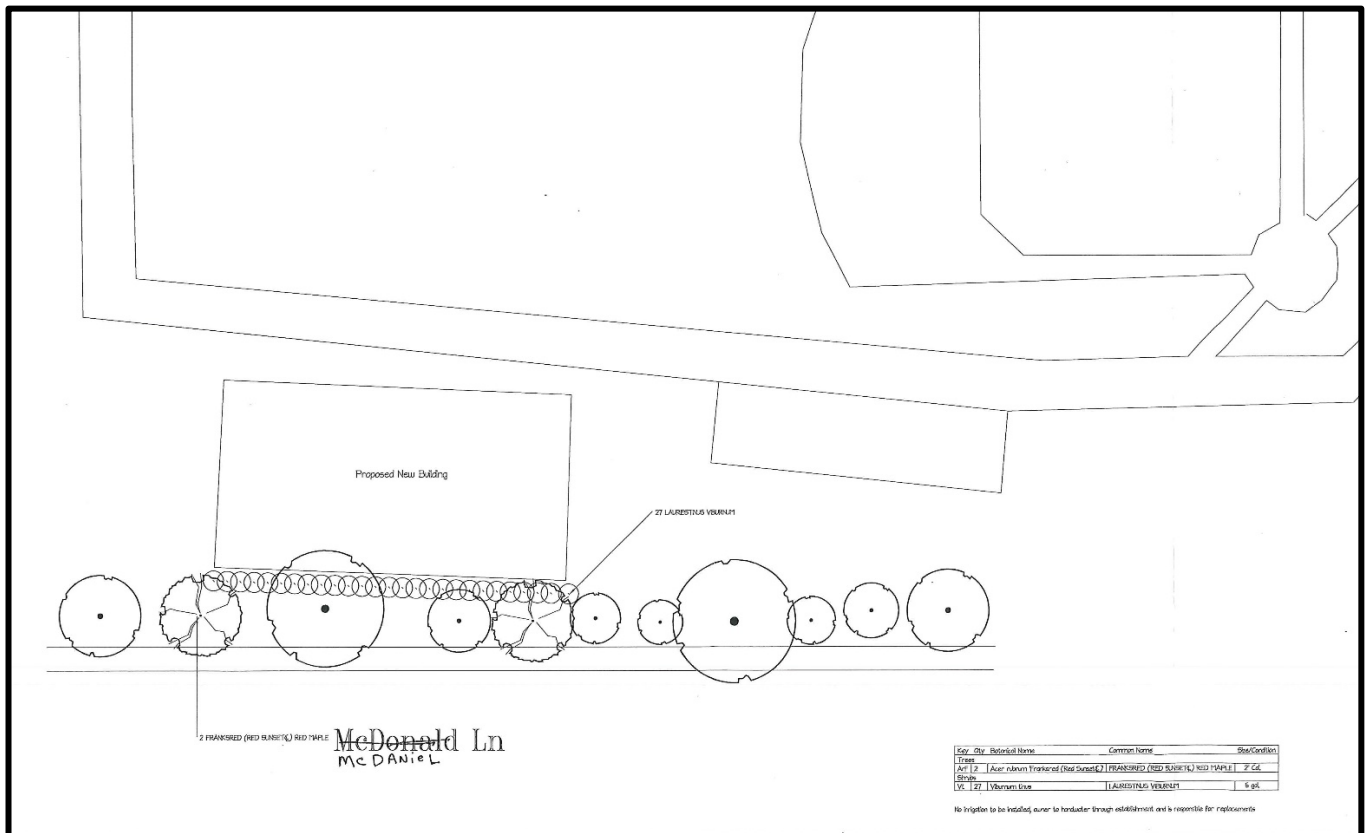 Proposed New Building
27 LAURESTINUS VIBURNUM
2 FRANKSRED (RED SUNSET(L) RED MAPLE
McDonald Ln
McDANiEL
Key Qty Botanical Name Common Name Size/Condition
Trees
2 Acer rubrum 'Franksred (Red Sunset FRANKSRED (RED SUNSET RED MAPLE 2" Cal.
Shrubs
27 Viburnum tinus LAURESTINUS VIBURNUM 5 gal.
No irrigation to be installed, owner to handwater through establishment and is responsible for replacements